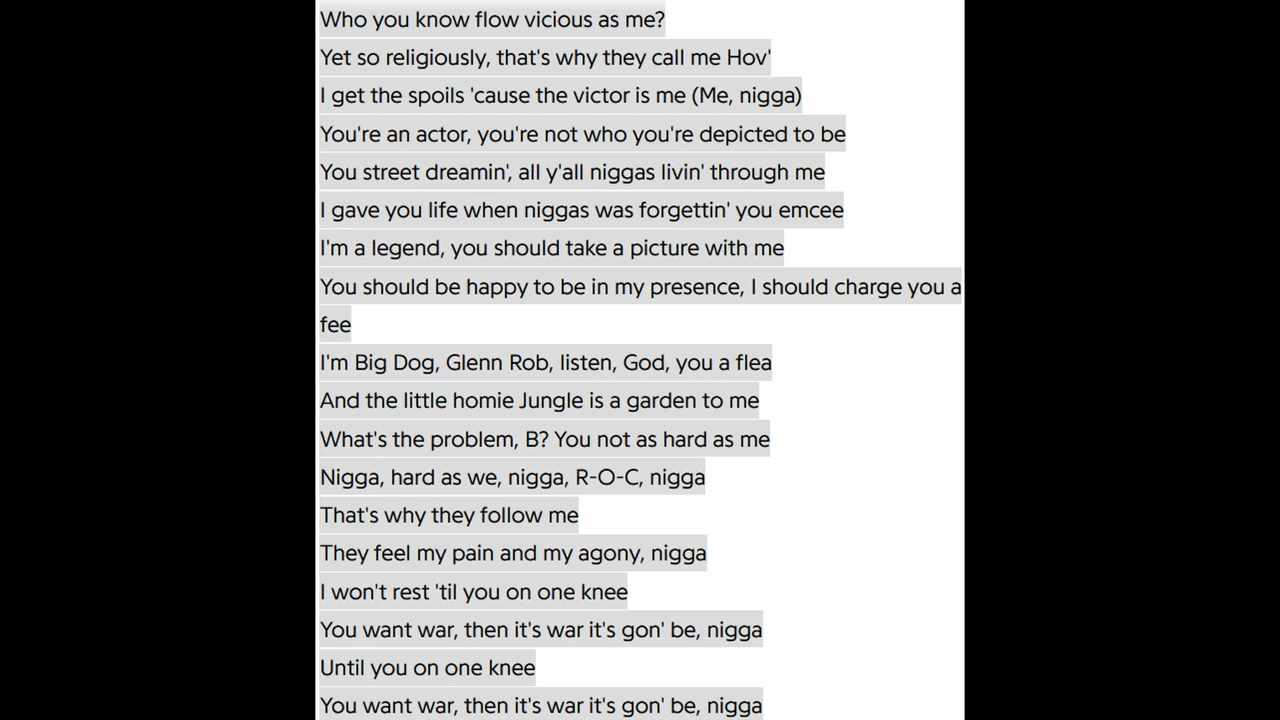 Who you know flow vicious as me?
Yet so religiously, that's why they call me Hov'
I get the spoils 'cause the victor is me (Me, nigga)
You're an actor, you're not who you're depicted to be
You street dreamin', all y'all niggas livin' through me
I gave you life when niggas was forgettin' you emcee
I'm a legend, you should take a picture with me
You should be happy to be in my presence, I should charge you a
fee
I'm Big Dog, Glenn Rob, listen, God, you a flea
And the little homie Jungle is a garden to me
What's the problem, B? You not as hard as me
Nigga, hard as we, nigga, R-O-C, nigga
That's why they follow me
They feel my pain and my agony, nigga
I won't rest 'til you on one knee
You want war, then it's war it's gon' be, nigga
Until you on one knee
You want war, then it's war it's gon' be, nigga